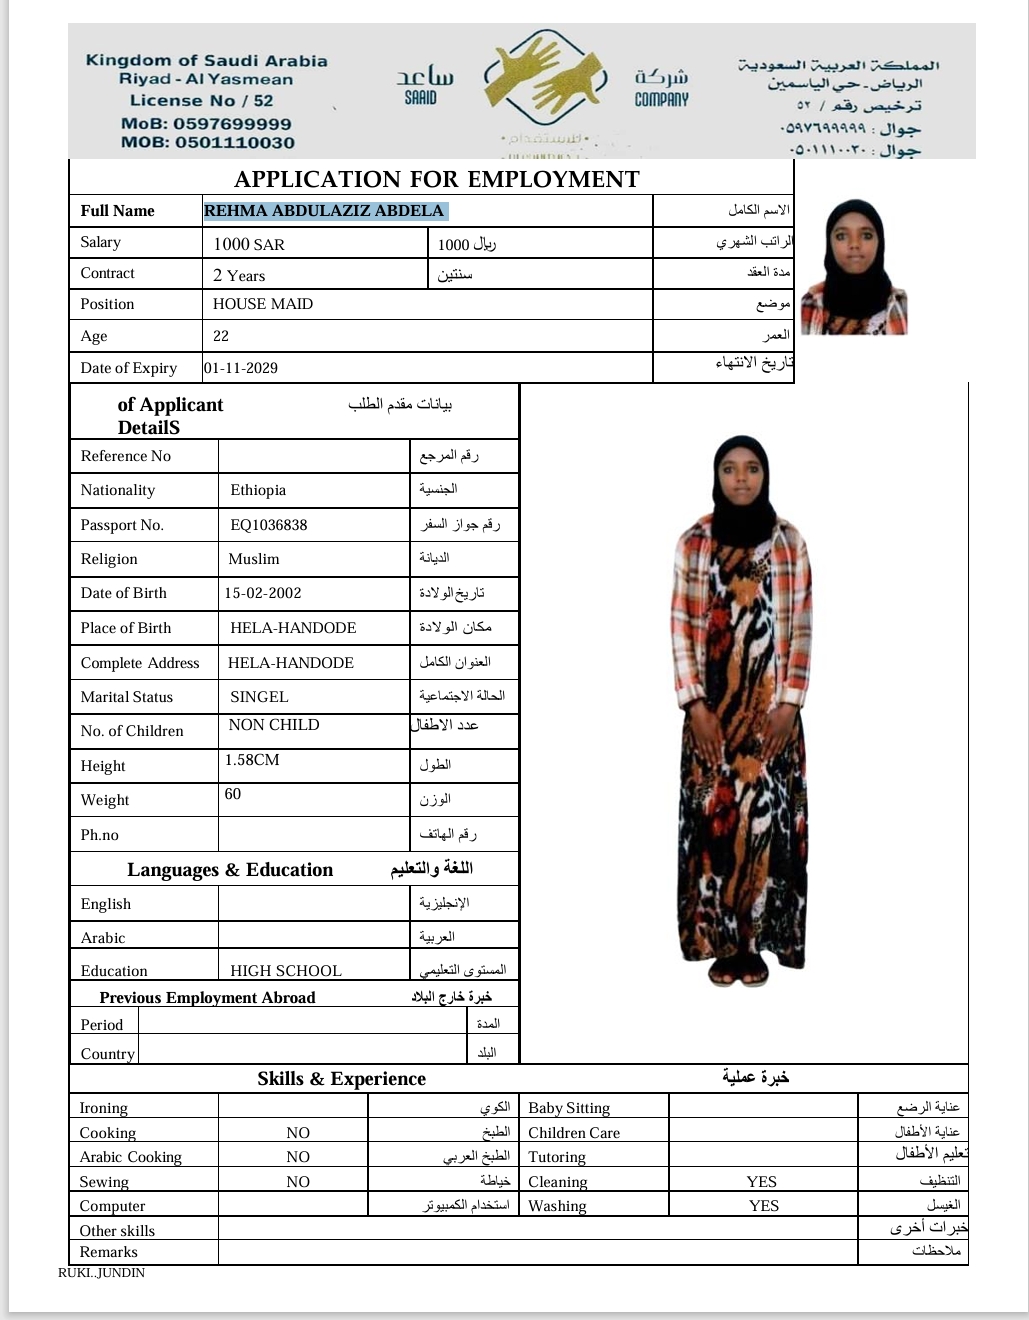 Kingdom of Saudi Arabia
Riyad - Al Yasmean
License No / 52
MoB: 0597699999
MOB: 0501110030
ساعد
SAAID
شركة
COMPANY
•للإستقدام•
المملكة العربية السعودية
الرياض - حي الياسمين
ترخيص رقم / ٥٢
جوال : ٠٥٩٧٦٩٩٩٩٩
جوال : ٠٥٠١١١٠٠٣٠
APPLICATION FOR EMPLOYMENT
Full Name REHMA ABDULAZIZ ABDELA الاسم الكامل
Salary 1000 SAR 1000 ريال الراتب الشهري
Contract 2 Years سنتين مدة العقد
Position HOUSE MAID موضع
Age 22 العمر
Date of Expiry 01-11-2029 تاريخ الانتهاء
of Applicant بيانات مقدم الطلب
DetailS
Reference No رقم المرجع
Nationality Ethiopia الجنسية
Passport No. EQ1036838 رقم جواز السفر
Religion Muslim الديانة
Date of Birth 15-02-2002 تاريخ الولادة
Place of Birth HELA-HANDODE مكان الولادة
Complete Address HELA-HANDODE العنوان الكامل
Marital Status SINGEL الحالة الاجتماعية
No. of Children NON CHILD عدد الاطفال
Height 1.58CM الطول
Weight 60 الوزن
Ph.no رقم الهاتف
Languages & Education اللغة والتعليم
English الإنجليزية
Arabic العربية
Education HIGH SCHOOL المستوى التعليمي
Previous Employment Abroad خبرة خارج البلاد
Period المدة
Country البلد
Skills & Experience خبرة عملية
Ironing الكوي Baby Sitting عناية الرضع
Cooking NO الطبخ Children Care عناية الأطفال
Arabic Cooking NO الطبخ العربي Tutoring تعليم الأطفال
Sewing NO خياطة Cleaning YES التنظيف
Computer استخدام الكمبيوتر Washing YES الغيسل
Other skills خبرات أخرى
Remarks ملاحظات
RUKI..JUNDIN